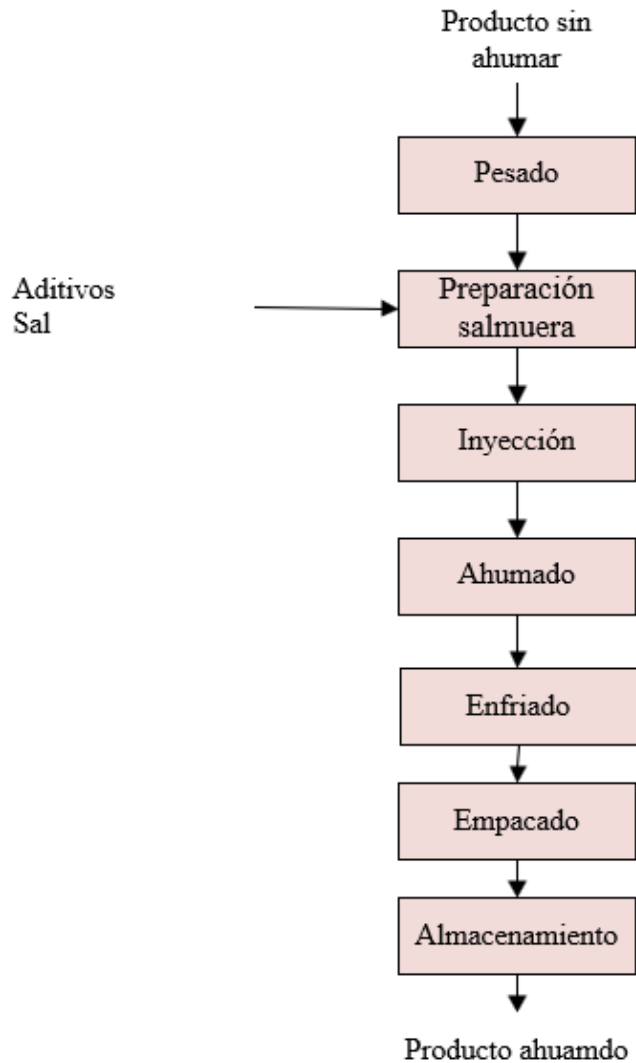 Producto sin
ahumar
Pesado
Aditivos
Sal
Preparación
salmuera
Inyección
Ahumado
Enfriado
Empacado
Almacenamiento
Producto ahuamdo